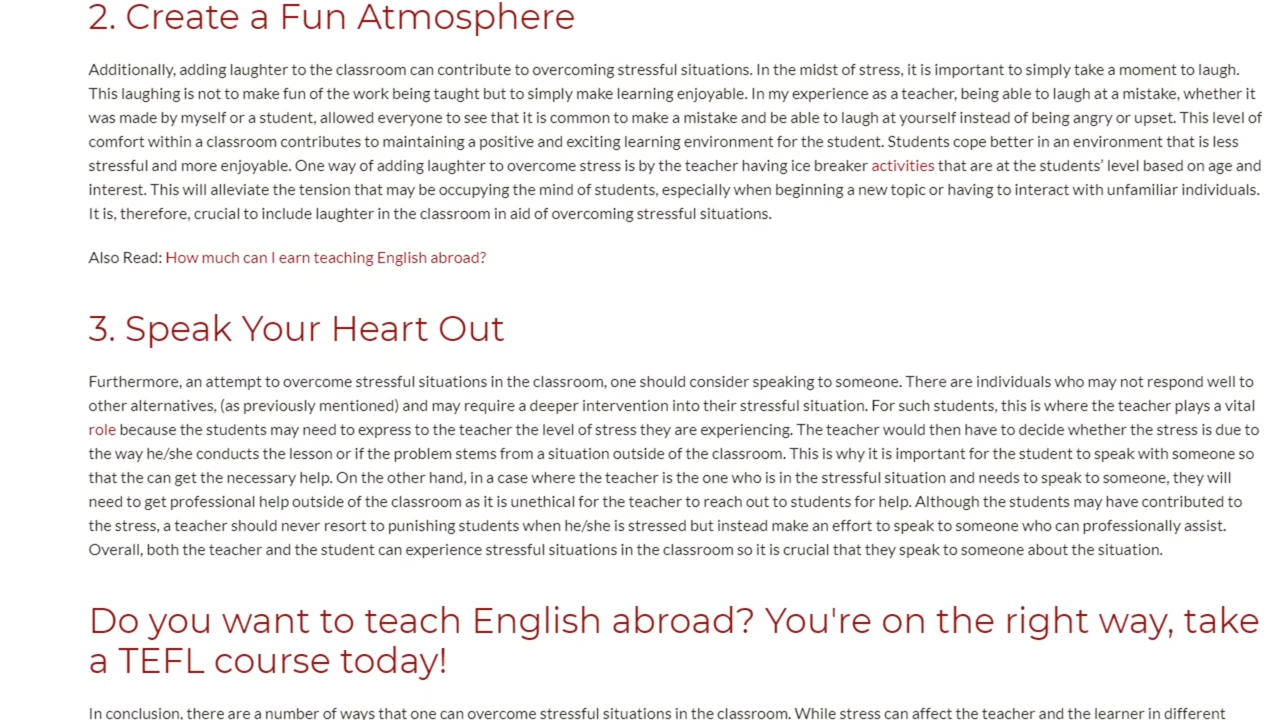 2. Create a Fun Atmosphere
Additionally, adding laughter to the classroom can contribute to overcoming stressful situations. In the midst of stress, it is important to simply take a moment to laugh.
This laughing is not to make fun of the work being taught but to simply make learning enjoyable. In my experience as a teacher, being able to laugh at a mistake, whether it
was made by myself or a student, allowed everyone to see that it is common to make a mistake and be able to laugh at yourself instead of being angry or upset. This level of
comfort within a classroom contributes to maintaining a positive and exciting learning environment for the student. Students cope better in an environment that is less
stressful and more enjoyable. One way of adding laughter to overcome stress is by the teacher having ice breaker activities that are at the students’ level based on age and
interest. This will alleviate the tension that may be occupying the mind of students, especially when beginning a new topic or having to interact with unfamiliar individuals.
It is, therefore, crucial to include laughter in the classroom in aid of overcoming stressful situations.
Also Read: How much can I earn teaching English abroad?
3. Speak Your Heart Out
Furthermore, an attempt to overcome stressful situations in the classroom, one should consider speaking to someone. There are individuals who may not respond well to
other alternatives, (as previously mentioned) and may require a deeper intervention into their stressful situation. For such students, this is where the teacher plays a vital
role because the students may need to express to the teacher the level of stress they are experiencing. The teacher would then have to decide whether the stress is due to
the way he/she conducts the lesson or if the problem stems from a situation outside of the classroom. This is why it is important for the student to speak with someone so
that the can get the necessary help. On the other hand, in a case where the teacher is the one who is in the stressful situation and needs to speak to someone, they will
need to get professional help outside of the classroom as it is unethical for the teacher to reach out to students for help. Although the students may have contributed to
the stress, a teacher should never resort to punishing students when he/she is stressed but instead make an effort to speak to someone who can professionally assist.
Overall, both the teacher and the student can experience stressful situations in the classroom so it is crucial that they speak to someone about the situation.
Do you want to teach English abroad? You're on the right way, take
a TEFL course today!
In conclusion, there are a number of ways that one can overcome stressful situations in the classroom. While stress can affect the teacher and the learner in different